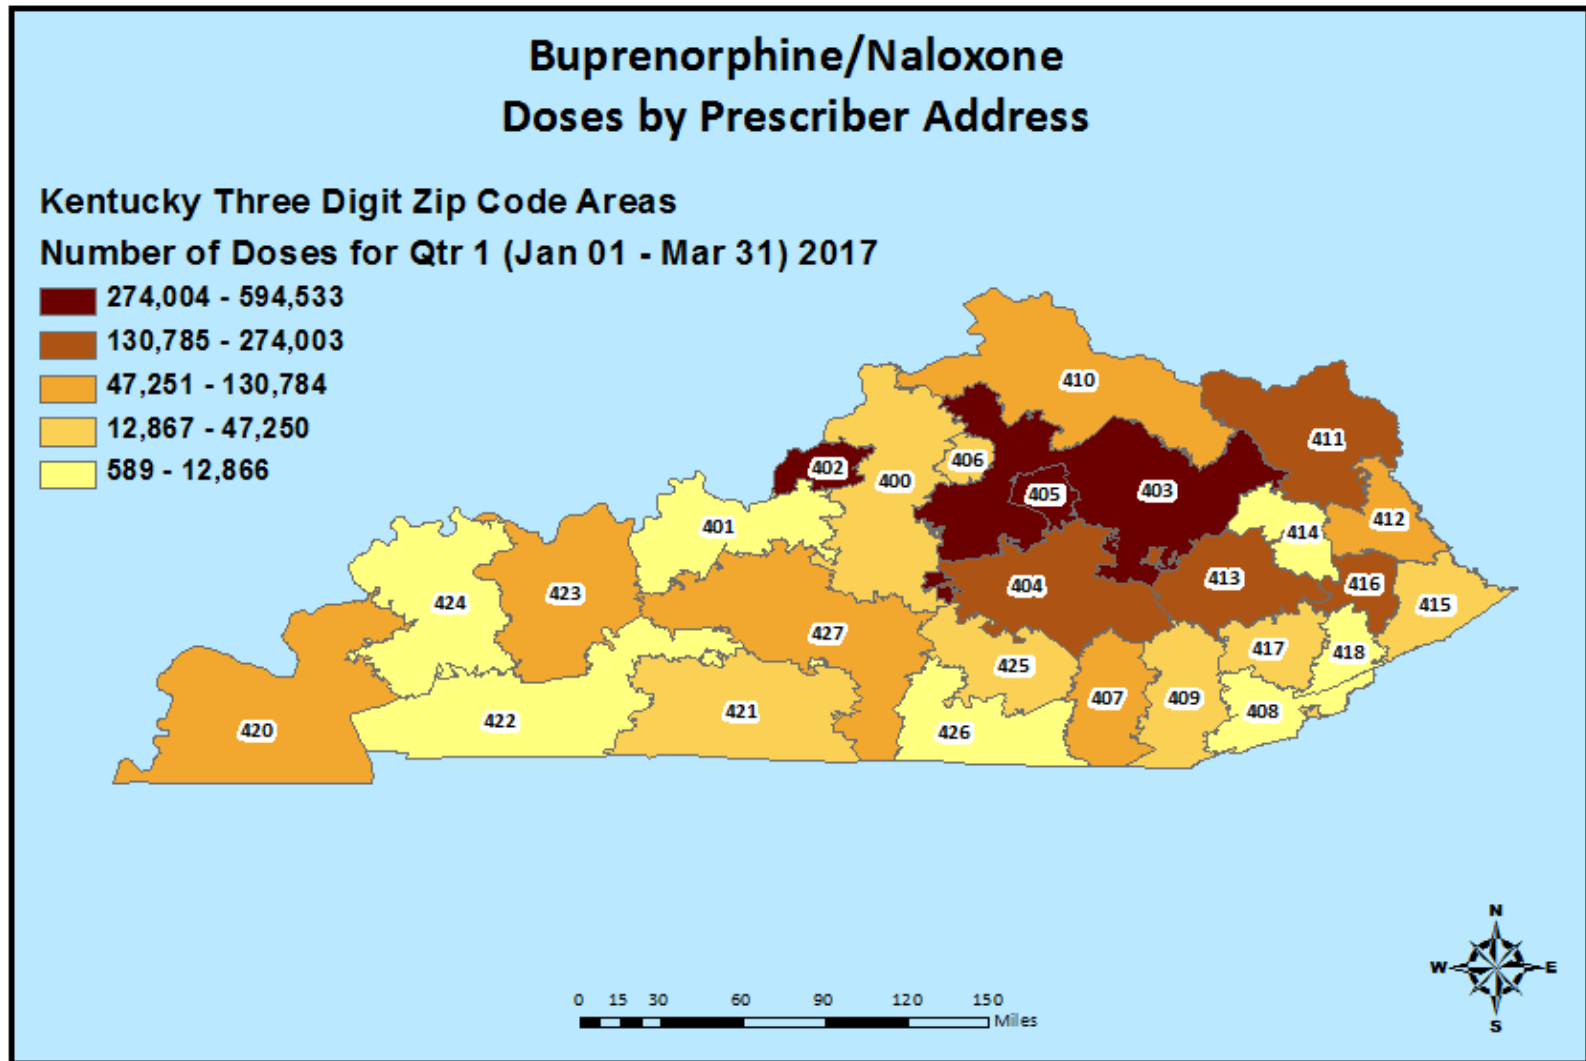 Buprenorphine/Naloxone
Doses by Prescriber Address
Kentucky Three Digit Zip Code Areas
Number of Doses for Qtr 1 (Jan 01 - Mar 31) 2017
274,004 - 594,533
130,785 - 274,003
47,251 - 130,784
12,867 - 47,250
589 - 12,866
410
411
406
402
400
405
403
412
401
414
423
424
404
413
416
415
427
425
417
418
407
409
408
420
422
421
426
N
W E
S
0 15 30 60 90 120 150
Miles